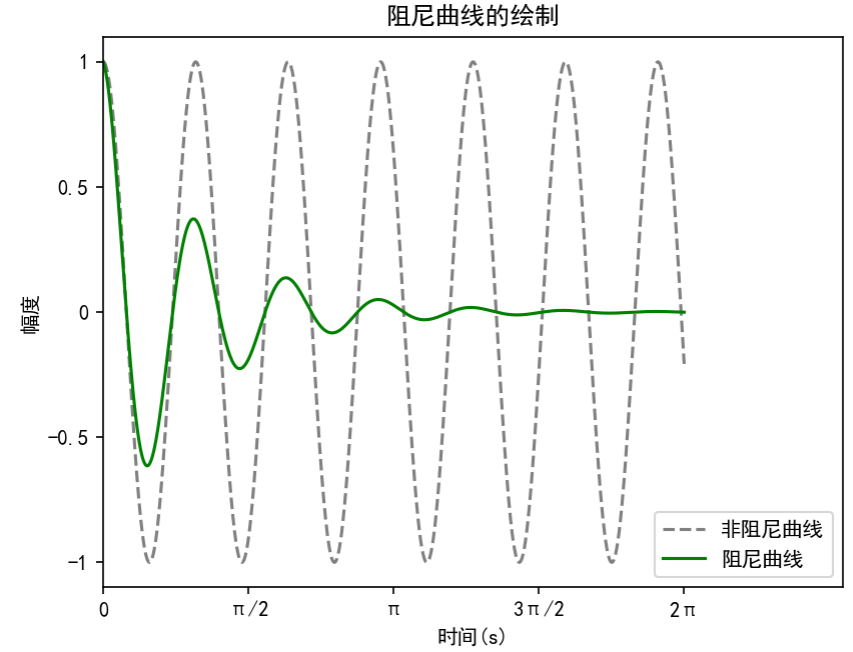 阻尼曲线的绘制
幅度
1
0.5
0
−0.5
−1
0
π/2
π
3π/2
2π
时间(s)
非阻尼曲线
阻尼曲线